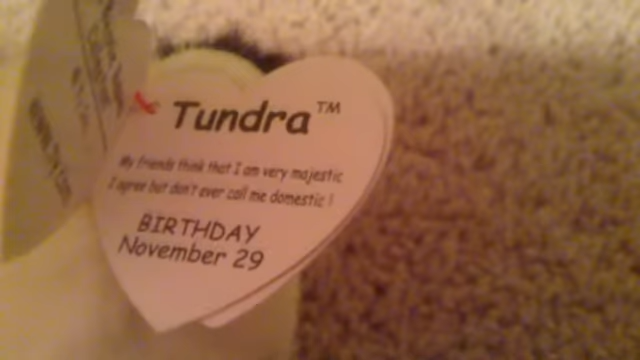 Tundra™
My friends think that I am very majestic
I agree but don't ever call me domestic !
BIRTHDAY
November 29